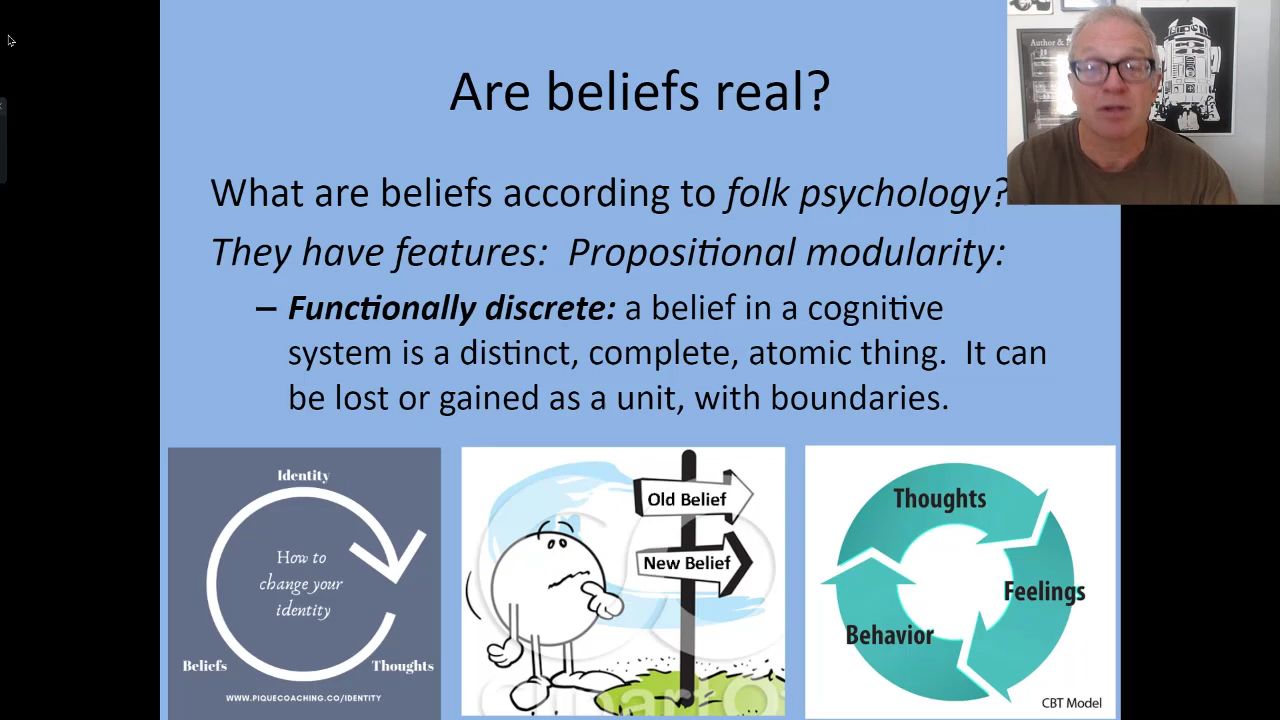 Are beliefs real?
Author &
What are beliefs according to folk psychology?
They have features:  Propositional modularity:
– Functionally discrete: a belief in a cognitive
system is a distinct, complete, atomic thing.  It can
be lost or gained as a unit, with boundaries.
Identity
How to
change your
identity
Beliefs
Thoughts
WWW.PIQUECOACHING.CO/IDENTITY
Old Belief
New Belief
clipart
Thoughts
Feelings
Behavior
CBT Model